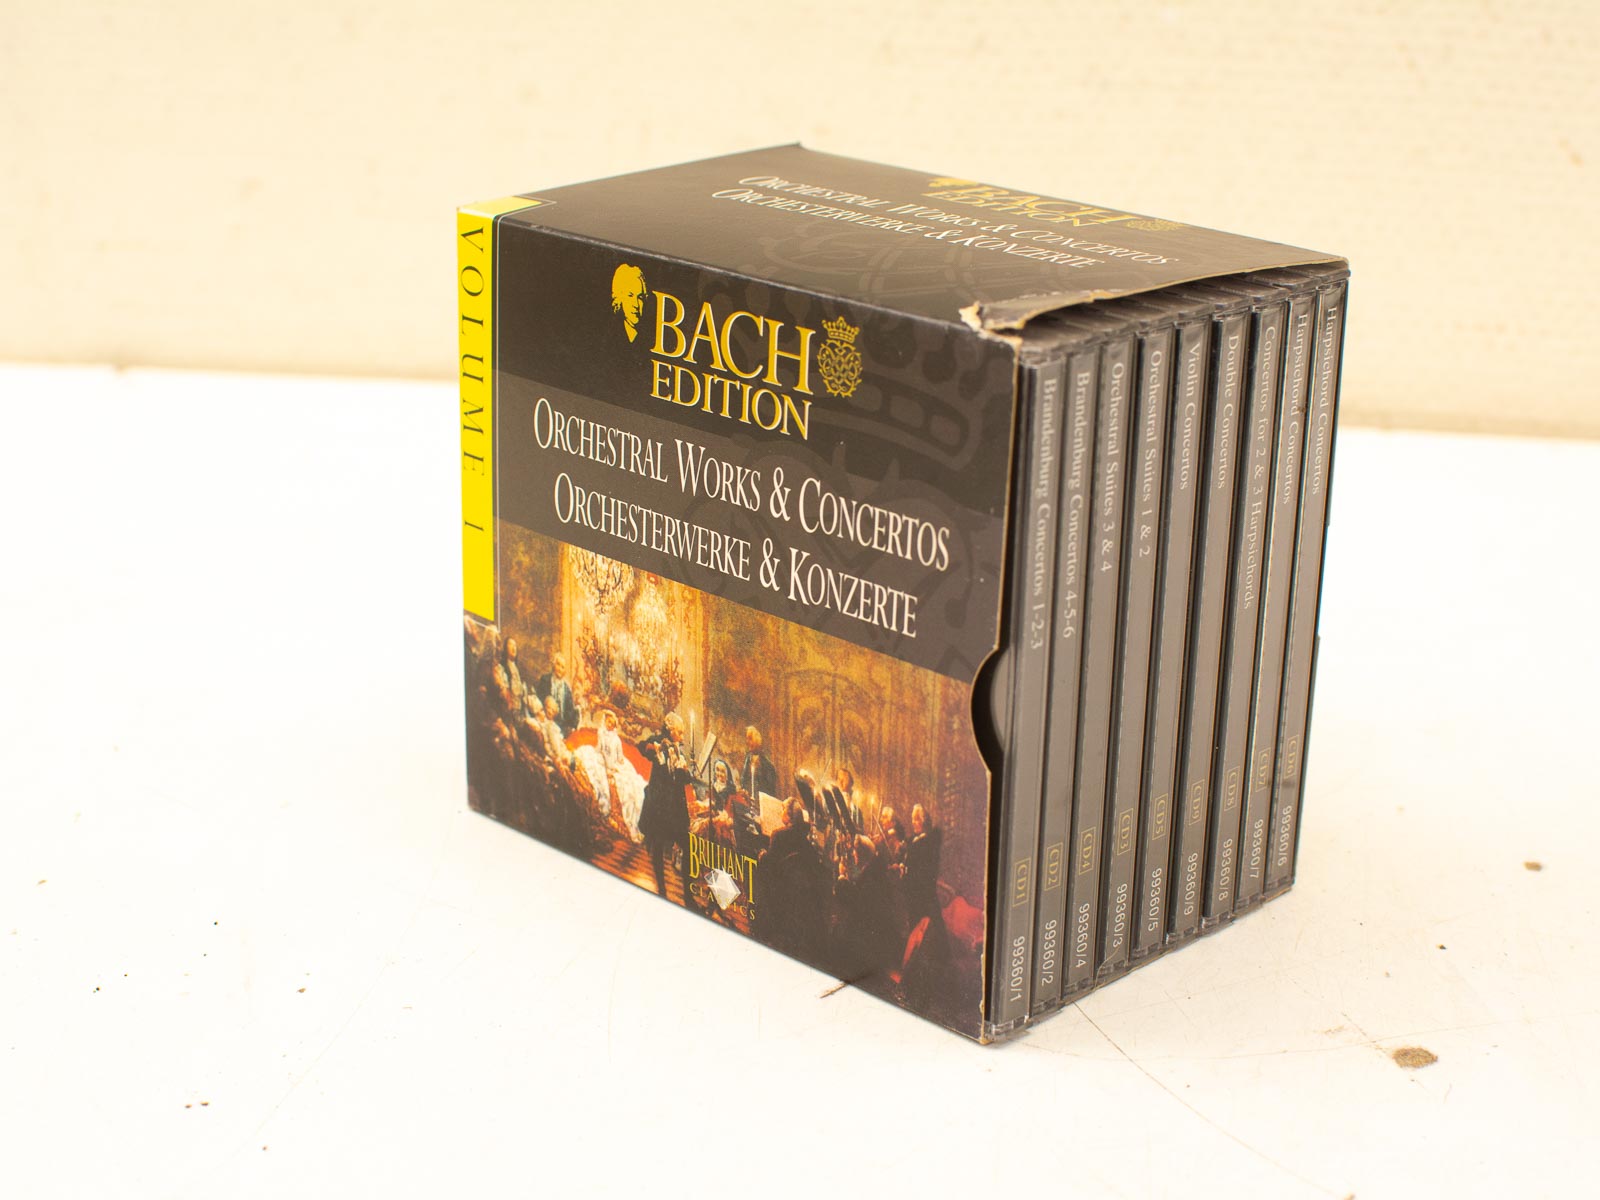 BACH
EDITION
ORCHESTRAL WORKS & CONCERTOS
ORCHESTERWERKE & KONZERTE
VOLUME I
BACH
EDITION
ORCHESTRAL WORKS & CONCERTOS
ORCHESTERWERKE & KONZERTE
BRILLIANT
CLASSICS
Brandenburg Concertos 1-2-3 CD1 99360/1
Brandenburg Concertos 4-5-6 CD2 99360/2
Orchestral Suites 3 & 4 CD4 99360/4
Orchestral Suites 1 & 2 CD3 99360/3
Violin Concertos CD5 99360/5
Double Concertos CD9 99360/9
Concertos for 2 & 3 Harpsichords CD8 99360/8
Harpsichord Concertos CD7 99360/7
Harpsichord Concertos 99360/6